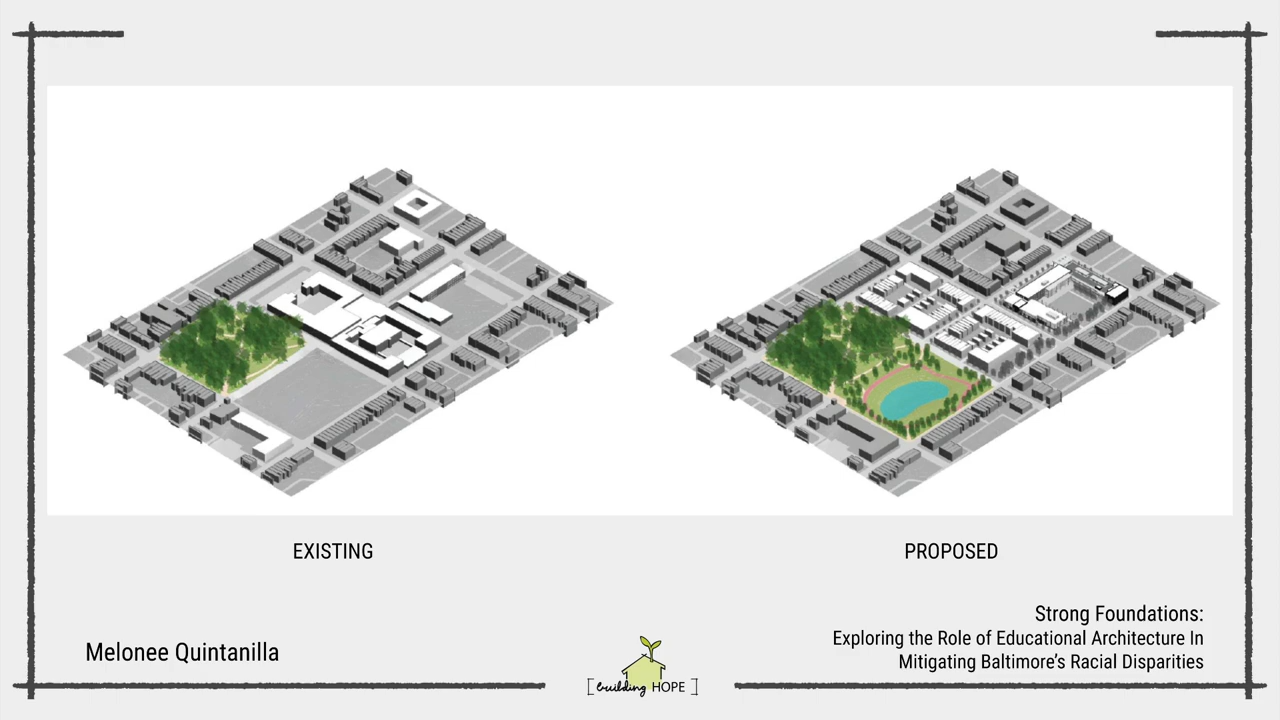 EXISTING
PROPOSED
Melonee Quintanilla
[building HOPE]
Strong Foundations:
Exploring the Role of Educational Architecture In
Mitigating Baltimore’s Racial Disparities